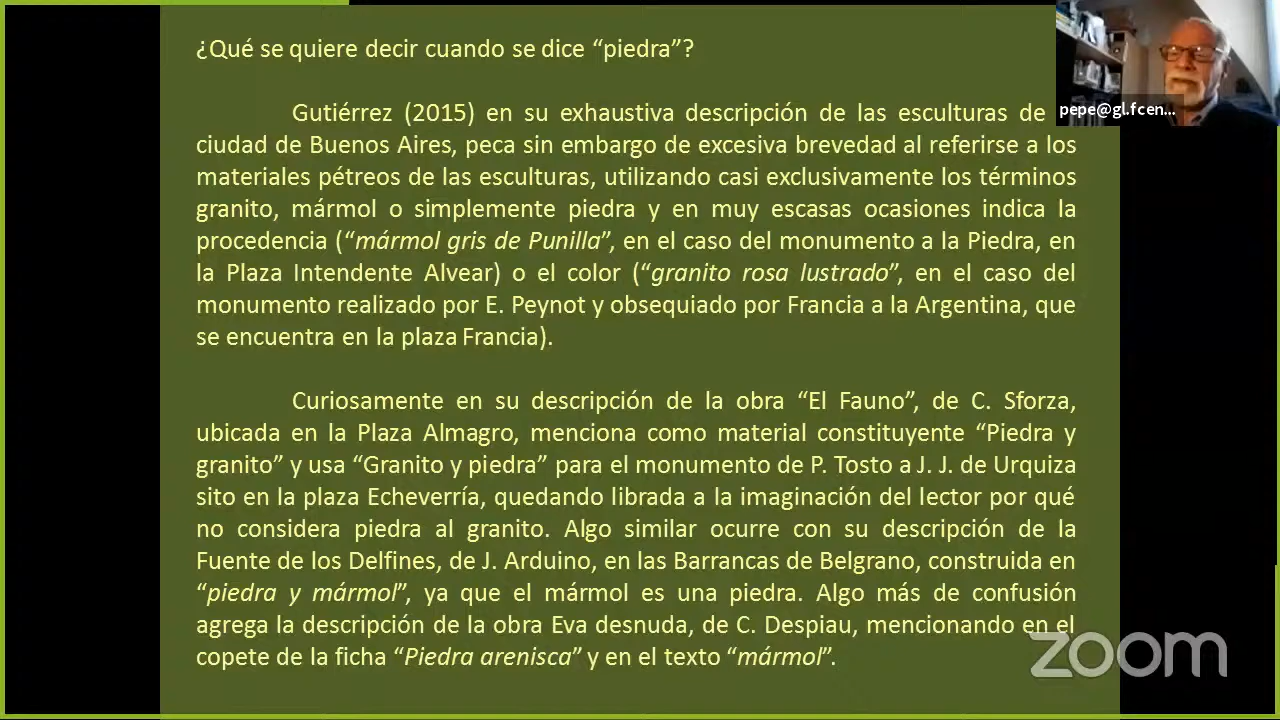 ¿Qué se quiere decir cuando se dice “piedra”?
Gutiérrez (2015) en su exhaustiva descripción de las esculturas de
ciudad de Buenos Aires, peca sin embargo de excesiva brevedad al referirse a los
materiales pétreos de las esculturas, utilizando casi exclusivamente los términos
granito, mármol o simplemente piedra y en muy escasas ocasiones indica la
procedencia (“mármol gris de Punilla”, en el caso del monumento a la Piedra, en
la Plaza Intendente Alvear) o el color (“granito rosa lustrado”, en el caso del
monumento realizado por E. Peynot y obsequiado por Francia a la Argentina, que
se encuentra en la plaza Francia).
Curiosamente en su descripción de la obra “El Fauno”, de C. Sforza,
ubicada en la Plaza Almagro, menciona como material constituyente “Piedra y
granito” y usa “Granito y piedra” para el monumento de P. Tosto a J. J. de Urquiza
sito en la plaza Echeverría, quedando librada a la imaginación del lector por qué
no considera piedra al granito. Algo similar ocurre con su descripción de la
Fuente de los Delfines, de J. Arduino, en las Barrancas de Belgrano, construida en
“piedra y mármol”, ya que el mármol es una piedra. Algo más de confusión
agrega la descripción de la obra Eva desnuda, de C. Despiau, mencionando en el
copete de la ficha “Piedra arenisca” y en el texto “mármol”.
pepe@gl.fcen...
zoom